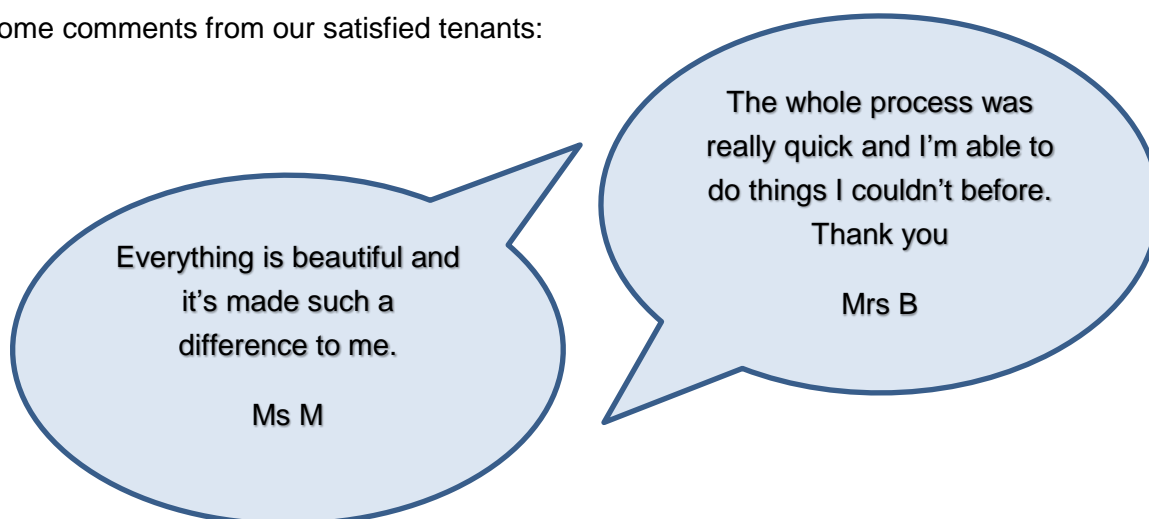 ome comments from our satisfied tenants:
Everything is beautiful and
it's made such a
difference to me.
Ms M
The whole process was
really quick and I'm able to
do things I couldn't before.
Thank you
Mrs B